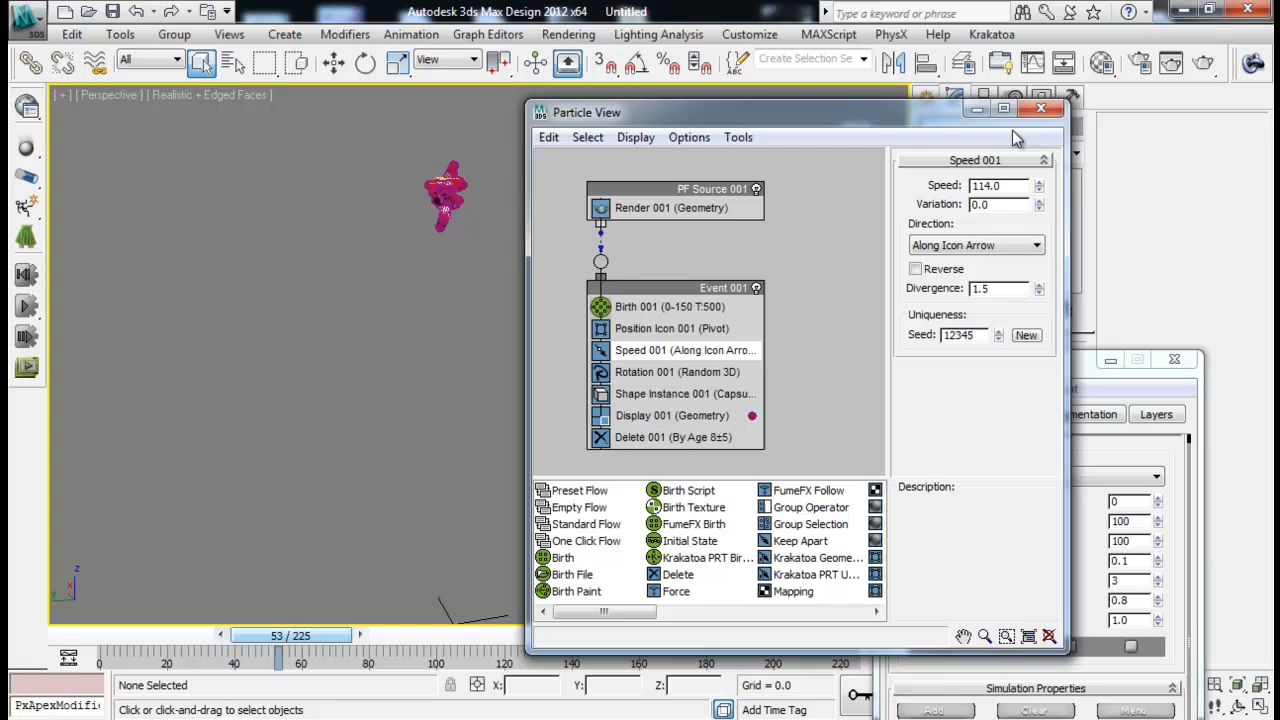 Autodesk 3ds Max Design 2012 x64 Untitled
Type a keyword or phrase
3DS
Edit Tools Group Views Create Modifiers Animation Graph Editors Rendering Lighting Analysis Customize MAXScript PhysX Help Krakatoa
All View Create Selection Se
[ + ] [ Perspective ] [ Realistic + Edged Faces ]
Particle View
Edit Select Display Options Tools
PF Source 001
Render 001 (Geometry)
Event 001
Birth 001 (0-150 T:500)
Position Icon 001 (Pivot)
Speed 001 (Along Icon Arro...
Rotation 001 (Random 3D)
Shape Instance 001 (Capsu...
Display 001 (Geometry)
Delete 001 (By Age 8±5)
Speed 001
Speed: 114.0
Variation: 0.0
Direction:
Along Icon Arrow
Reverse
Divergence: 1.5
Uniqueness:
Seed: 12345 New
Preset Flow Birth Script FumeFX Follow
Empty Flow Birth Texture Group Operator
Standard Flow FumeFX Birth Group Selection
One Click Flow Initial State Keep Apart
Birth Krakatoa PRT Bir... Krakatoa Geome...
Birth File Delete Krakatoa PRT U...
Birth Paint Force Mapping
Description:
Layers
0
100
100
0.1
3
0.8
1.0
Simulation Properties
Add Clear Menu
z
x
y
53 / 225
0 20 40 60 80 100 120 140 160 180 200 220
None Selected X: Y: Z: Grid = 0.0
PxApexModifi
Click or click-and-drag to select objects Add Time Tag